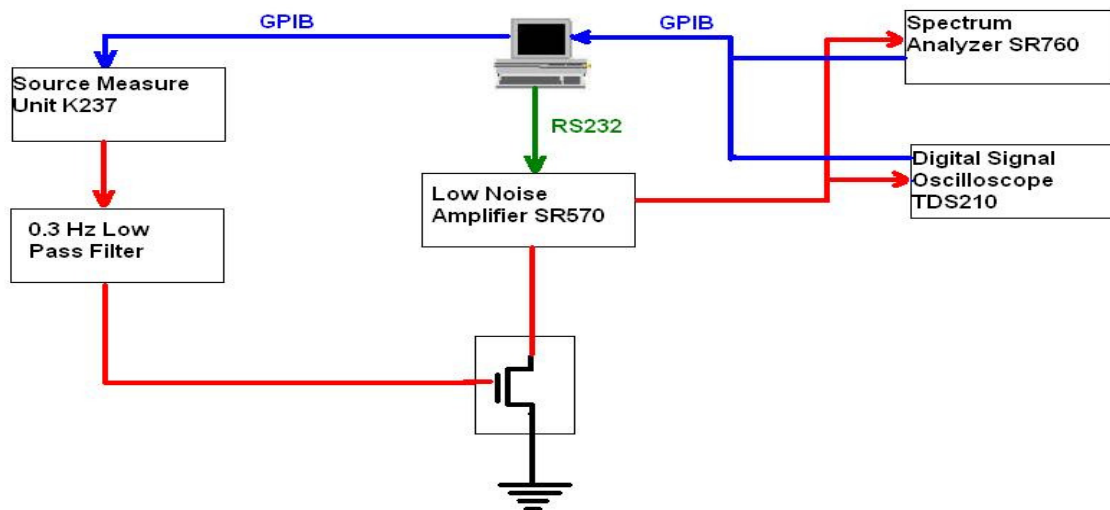 GPIB
GPIB
Spectrum
Analyzer SR760
Source Measure
Unit K237
RS232
Digital Signal
Oscilloscope
TDS210
Low Noise
Amplifier SR570
0.3 Hz Low
Pass Filter